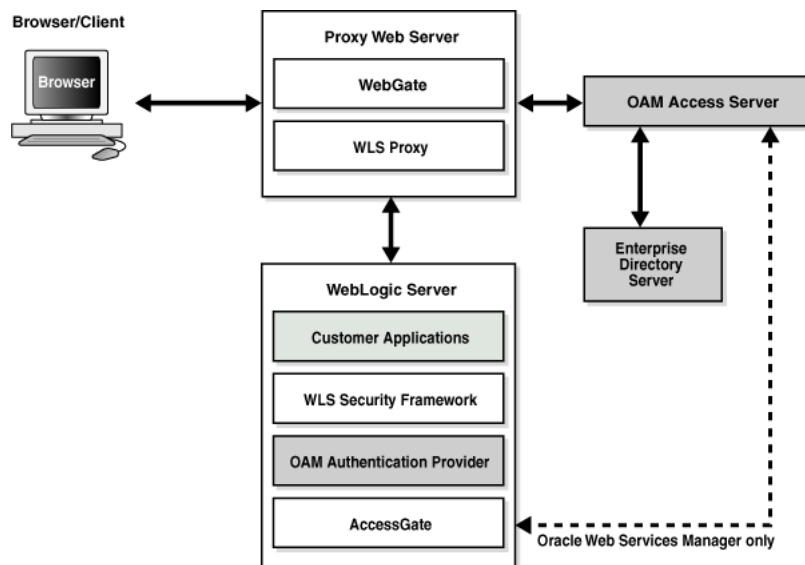 Browser/Client
Browser
Proxy Web Server
WebGate
WLS Proxy
OAM Access Server
Enterprise
Directory
Server
WebLogic Server
Customer Applications
WLS Security Framework
OAM Authentication Provider
AccessGate
Oracle Web Services Manager only